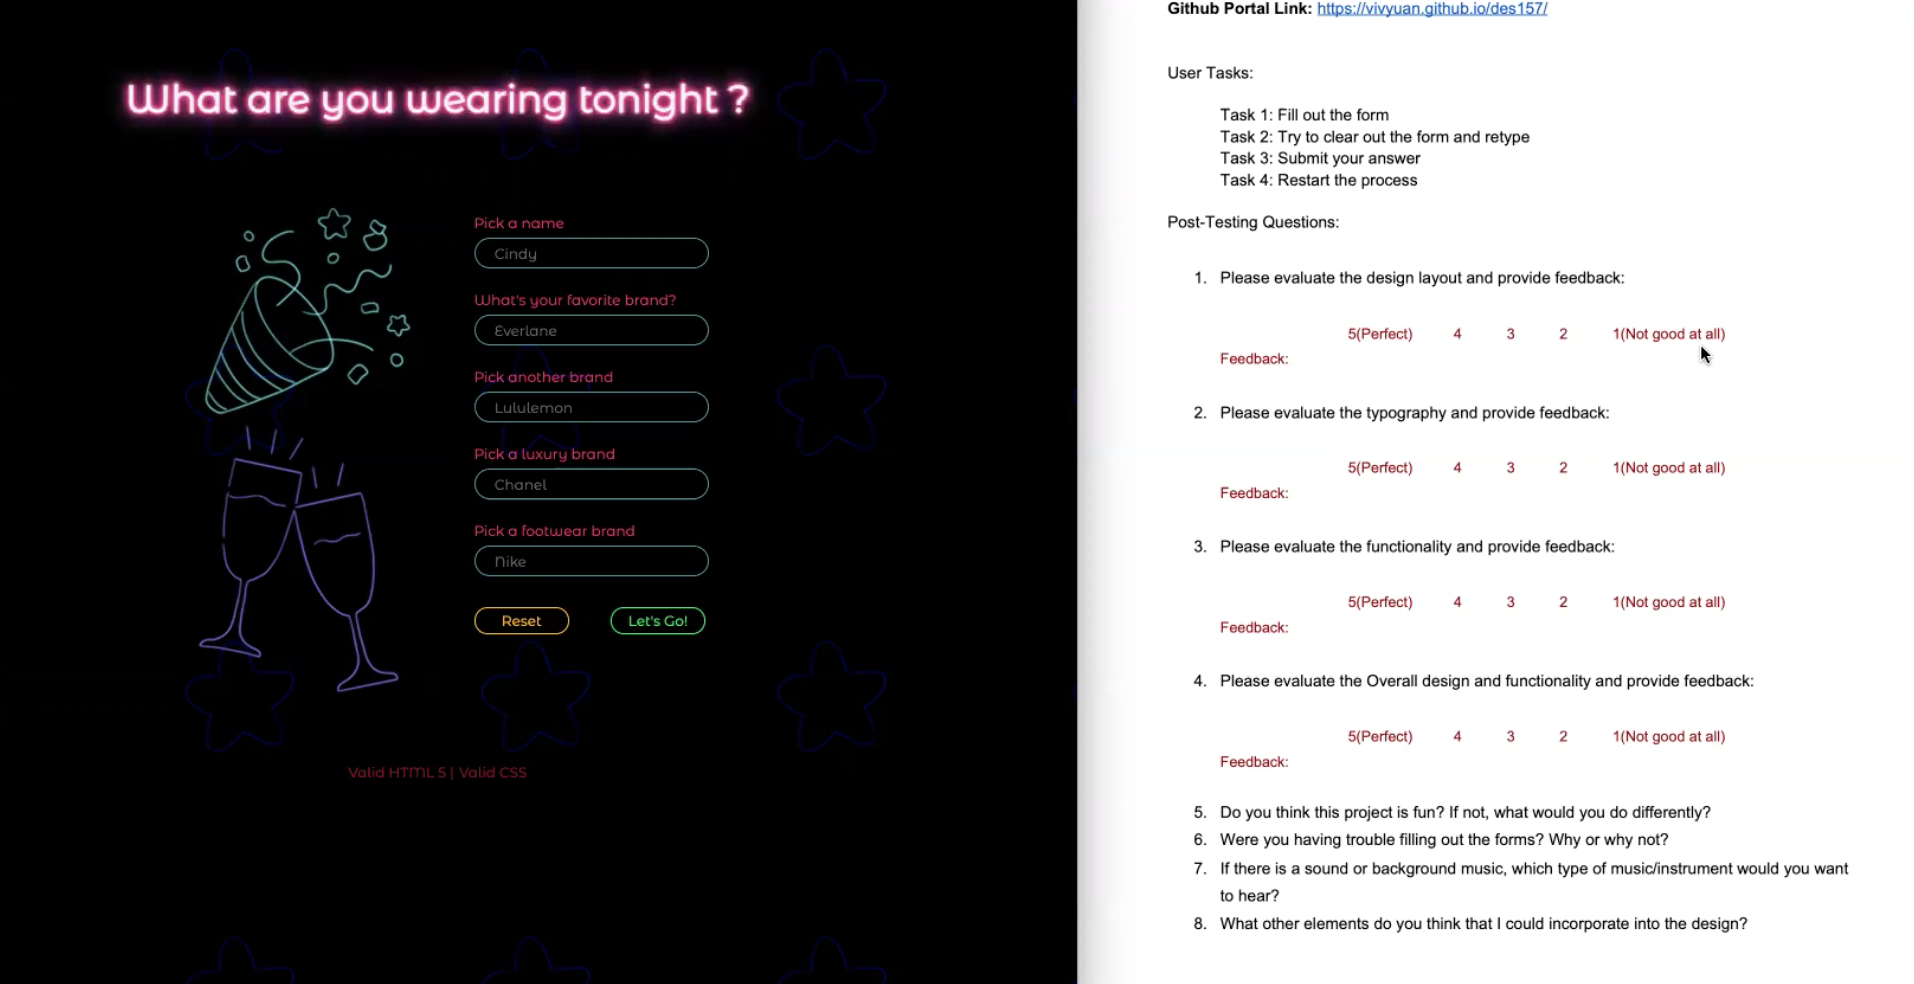 What are you wearing tonight ?
Pick a name
Cindy
What's your favorite brand?
Everlane
Pick another brand
Lululemon
Pick a luxury brand
Chanel
Pick a footwear brand
Nike
Reset Let's Go!
Valid HTML 5 | Valid CSS
Github Portal Link: https://vivyuan.github.io/des157/
User Tasks:
Task 1: Fill out the form
Task 2: Try to clear out the form and retype
Task 3: Submit your answer
Task 4: Restart the process
Post-Testing Questions:
1. Please evaluate the design layout and provide feedback:
5(Perfect) 4 3 2 1(Not good at all)
Feedback:
2. Please evaluate the typography and provide feedback:
5(Perfect) 4 3 2 1(Not good at all)
Feedback:
3. Please evaluate the functionality and provide feedback:
5(Perfect) 4 3 2 1(Not good at all)
Feedback:
4. Please evaluate the Overall design and functionality and provide feedback:
5(Perfect) 4 3 2 1(Not good at all)
Feedback:
5. Do you think this project is fun? If not, what would you do differently?
6. Were you having trouble filling out the forms? Why or why not?
7. If there is a sound or background music, which type of music/instrument would you want
to hear?
8. What other elements do you think that I could incorporate into the design?